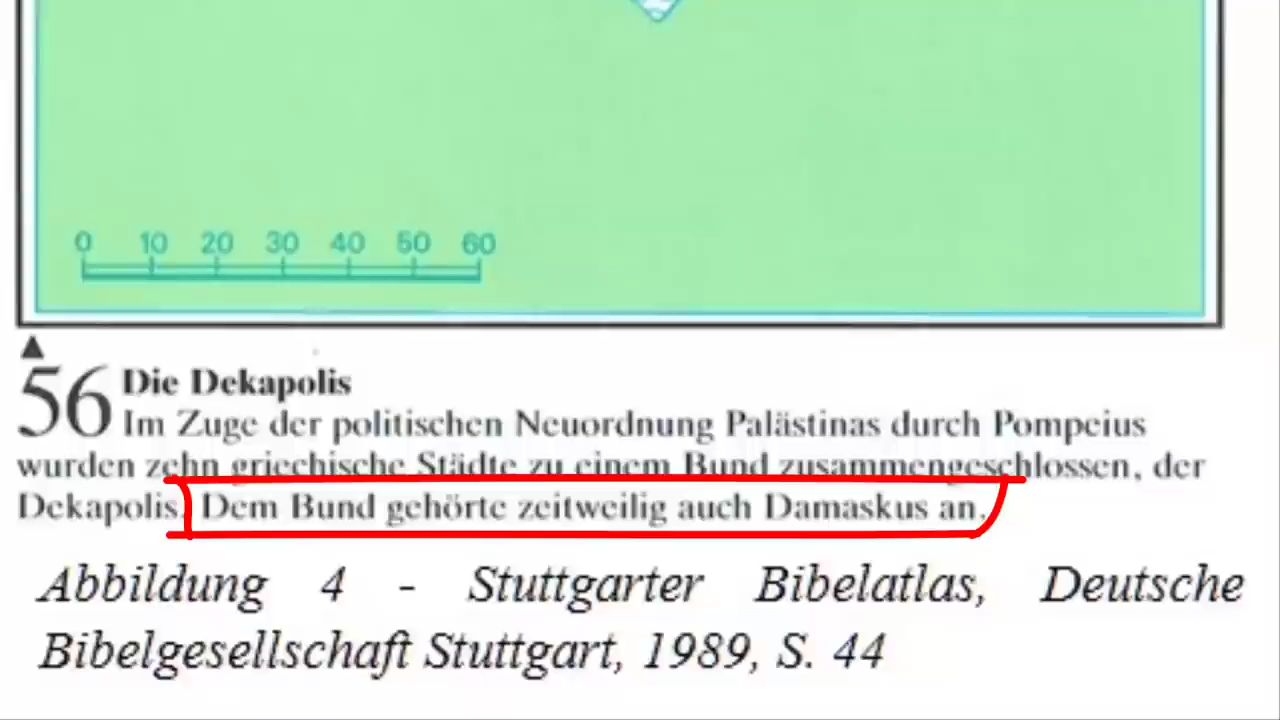 0 10 20 30 40 50 60
56 Die Dekapolis
Im Zuge der politischen Neuordnung Palästinas durch Pompeius
wurden zehn griechische Städte zu einem Bund zusammengeschlossen, der
Dekapolis. Dem Bund gehörte zeitweilig auch Damaskus an.
Abbildung 4 - Stuttgarter Bibelatlas, Deutsche
Bibelgesellschaft Stuttgart, 1989, S. 44